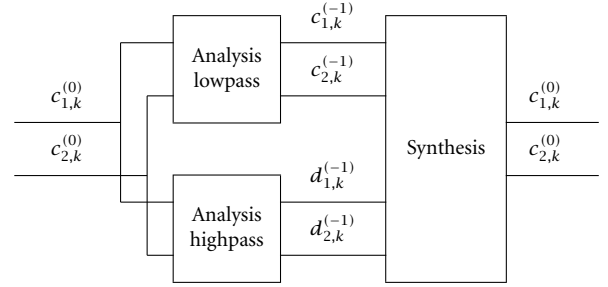 c_{1,k}^{(0)}
c_{2,k}^{(0)}
Analysis
lowpass
Analysis
highpass
c_{1,k}^{(-1)}
c_{2,k}^{(-1)}
d_{1,k}^{(-1)}
d_{2,k}^{(-1)}
Synthesis
c_{1,k}^{(0)}
c_{2,k}^{(0)}